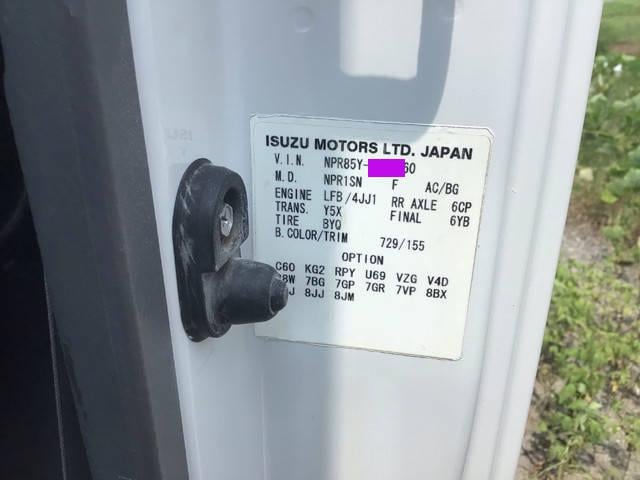 ISUZU MOTORS LTD. JAPAN
V.I.N. NPR85Y- 60
M.D. NPR1SN F AC/BG
ENGINE LFB/4JJ1 RR AXLE 6CP
TRANS. Y5X FINAL 6YB
TIRE BYQ
B.COLOR/TRIM 729/155
OPTION
C60 KG2 RPY U69 VZG V4D
7BG 7GP 7GR 7VP 8BX
8JJ 8JM